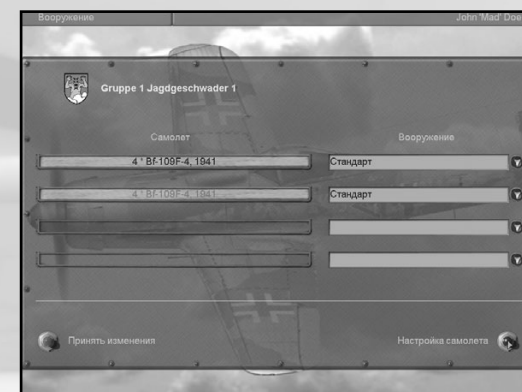 Вооружение John 'Mad' Doe
Gruppe 1 Jagdgeschwader 1
Самолет Вооружение
4 * Bf-109F-4, 1941 Стандарт
4 * Bf-109F-4, 1941 Стандарт
Принять изменения Настройка самолета